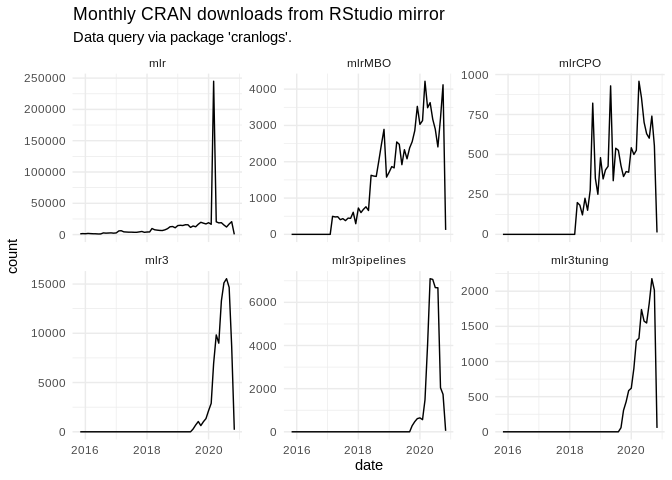 Monthly CRAN downloads from RStudio mirror
Data query via package 'cranlogs'.
mlr
mlrMBO
mlrCPO
250000
200000
150000
100000
50000
0
4000
3000
2000
1000
0
1000
750
500
250
0
count
mlr3
mlr3pipelines
mlr3tuning
15000
10000
5000
0
6000
4000
2000
0
2000
1500
1000
500
0
2016 2018 2020
2016 2018 2020
2016 2018 2020
date